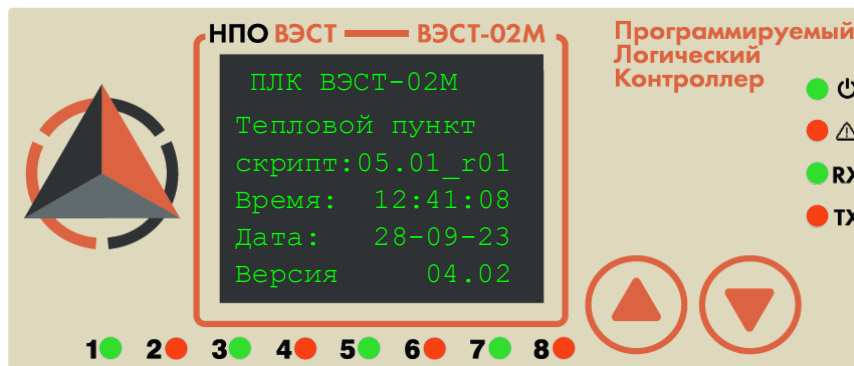 НПО ВЭСТ ВЭСТ-02М
Программируемый
Логический
Контроллер
ПЛК ВЭСТ-02М
Тепловой пункт
скрипт:05.01_r01
Время: 12:41:08
Дата: 28-09-23
Версия 04.02
RX
TX
1 2 3 4 5 6 7 8